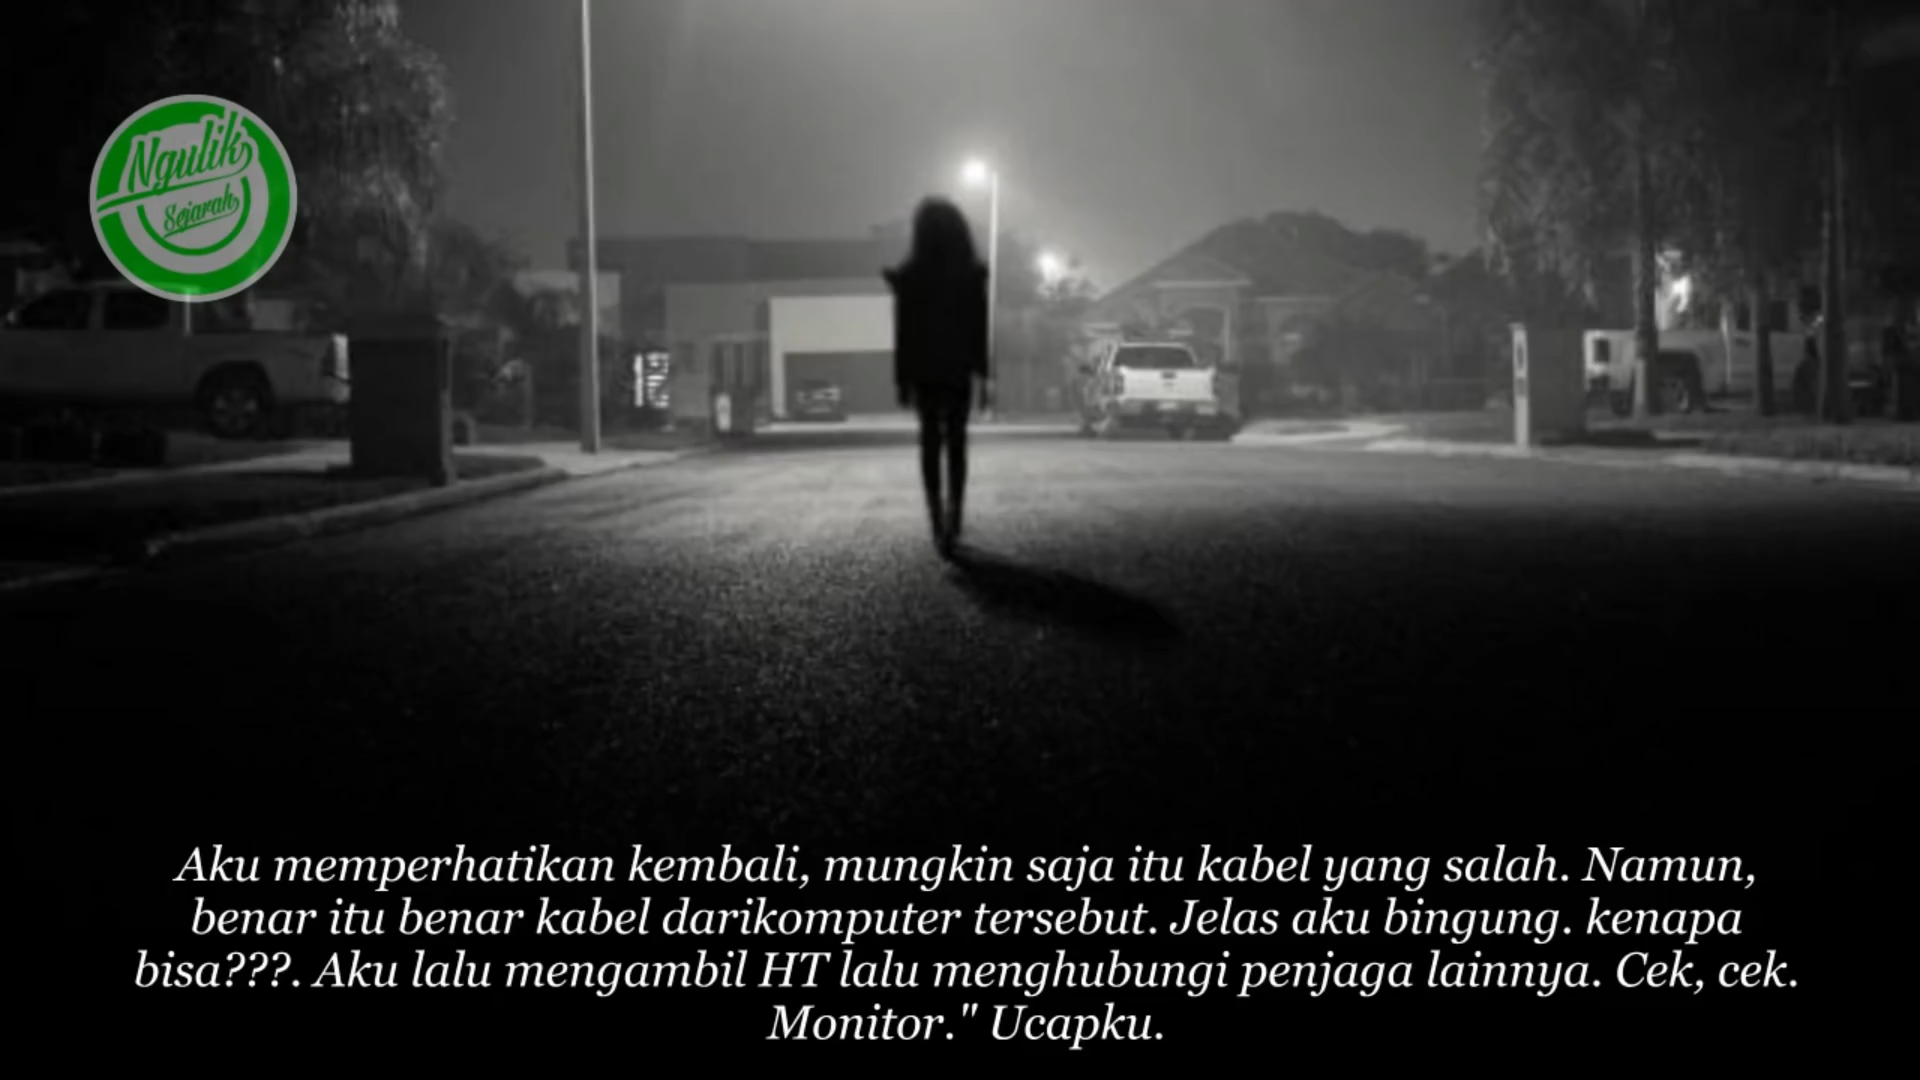 Ngulik
Sejarah
Aku memperhatikan kembali, mungkin saja itu kabel yang salah. Namun,
benar itu benar kabel darikomputer tersebut. Jelas aku bingung. kenapa
bisa???. Aku lalu mengambil HT lalu menghubungi penjaga lainnya. Cek, cek.
Monitor." Ucapku.